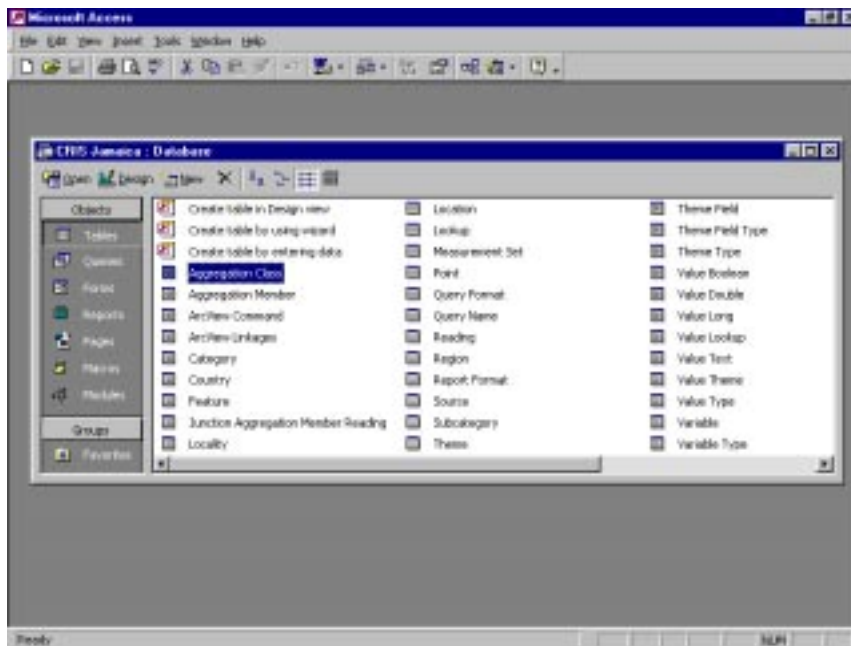 Microsoft Access
File Edit View Insert Tools Window Help
CRIS Jamaica : Database
Open Design New
Objects
Tables
Queries
Forms
Reports
Pages
Macros
Modules
Groups
Favorites
Create table in Design view
Create table by using wizard
Create table by entering data
Aggregation Class
Aggregation Member
ArcView Command
ArcView Linkages
Category
Country
Feature
Junction Aggregation Member Reading
Locality
Location
Lookup
Measurement Set
Point
Query Format
Query Name
Reading
Region
Report Format
Source
Subcategory
Theme
Theme Field
Theme Field Type
Theme Type
Value Boolean
Value Double
Value Long
Value Lookup
Value Text
Value Theme
Value Type
Variable
Variable Type
Ready
NUM